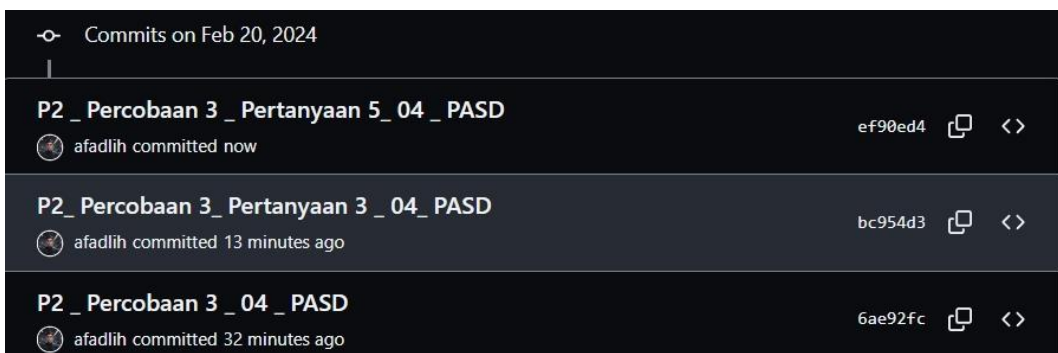 Commits on Feb 20, 2024
P2 _ Percobaan 3 _ Pertanyaan 5_ 04 _ PASD
afadlih committed now
ef90ed4
P2_ Percobaan 3_ Pertanyaan 3 _ 04_ PASD
afadlih committed 13 minutes ago
bc954d3
P2 _ Percobaan 3 _ 04 _ PASD
afadlih committed 32 minutes ago
6ae92fc